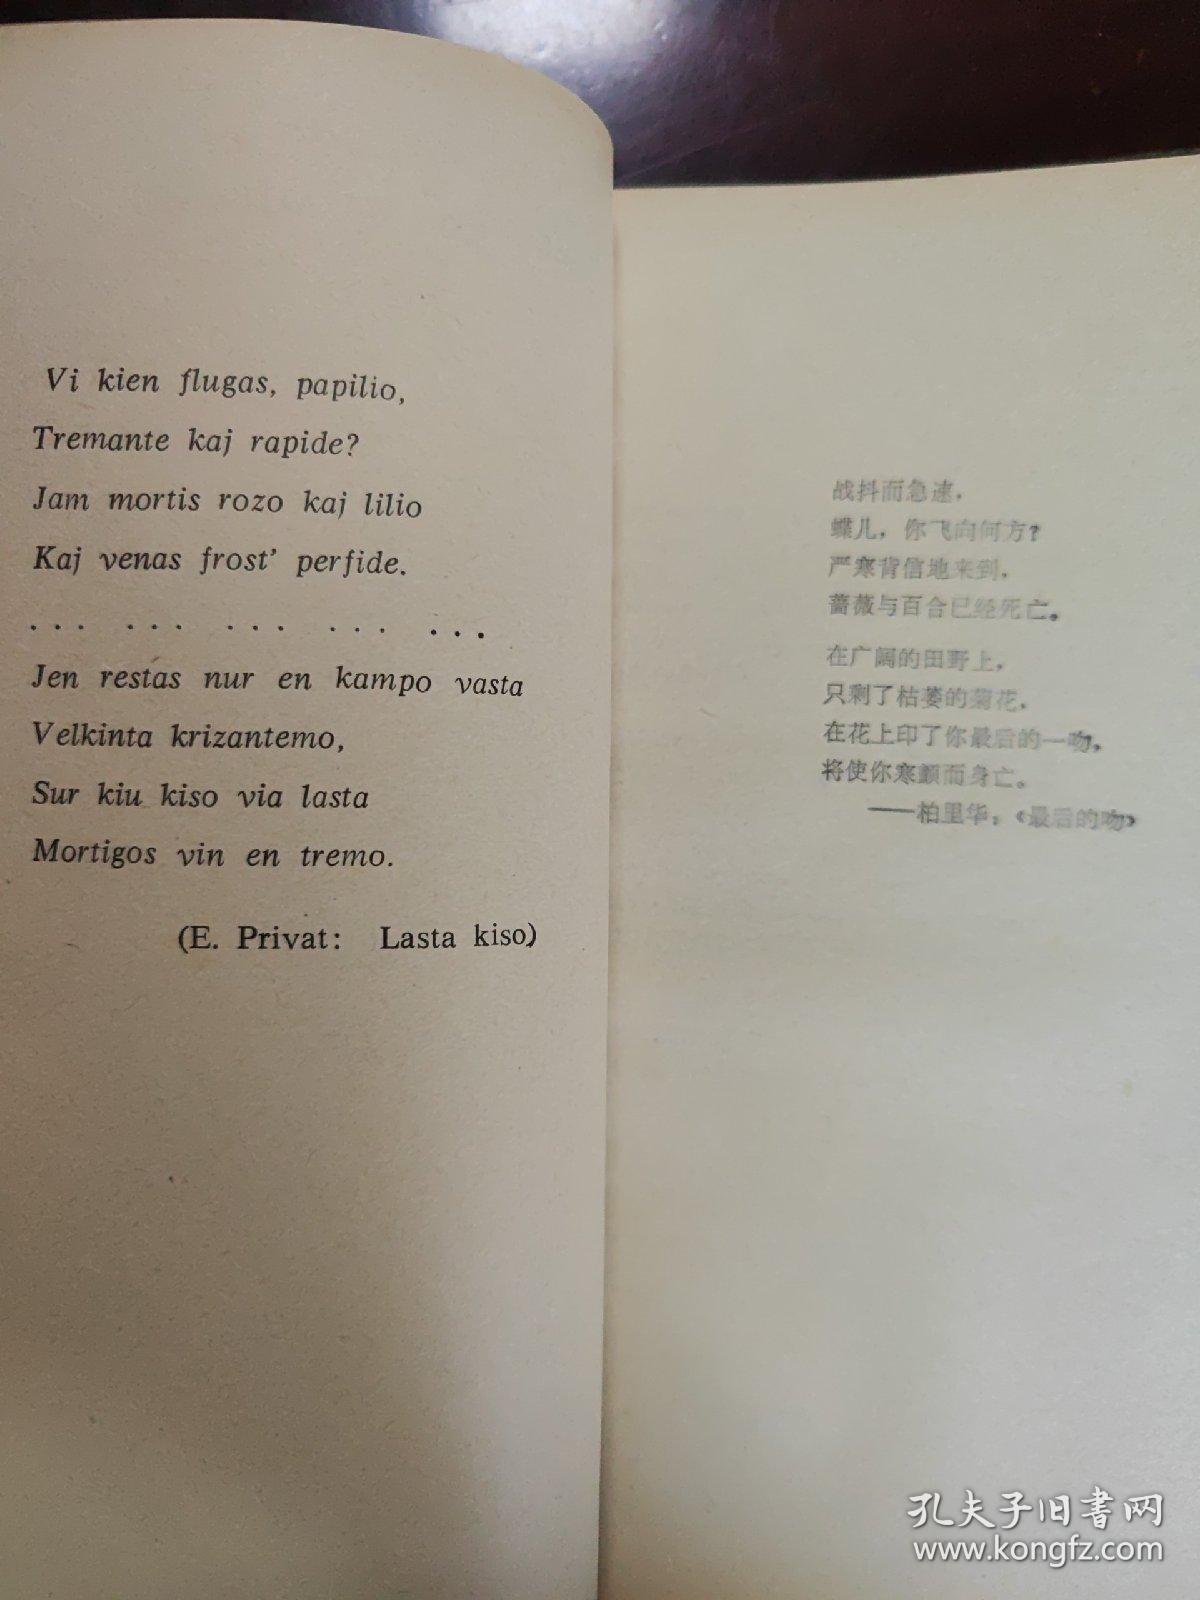 Vi kien flugas, papilio,
Tremante kaj rapide?
Jam mortis rozo kaj lilio
Kaj venas frost' perfide.
... ... ... ... ...
Jen restas nur en kampo vasta
Velkinta krizantemo,
Sur kiu kiso via lasta
Mortigos vin en tremo.
(E. Privat: Lasta kiso)
战抖而急速，
蝶儿，你飞向何方？
严寒背信地来到，
蔷薇与百合已经死亡。
在广阔的田野上，
只剩了枯萎的菊花，
在花上印了你最后的一吻，
将使你寒颤而身亡。
——柏里华：《最后的吻》
孔夫子旧書网
www.kongfz.com